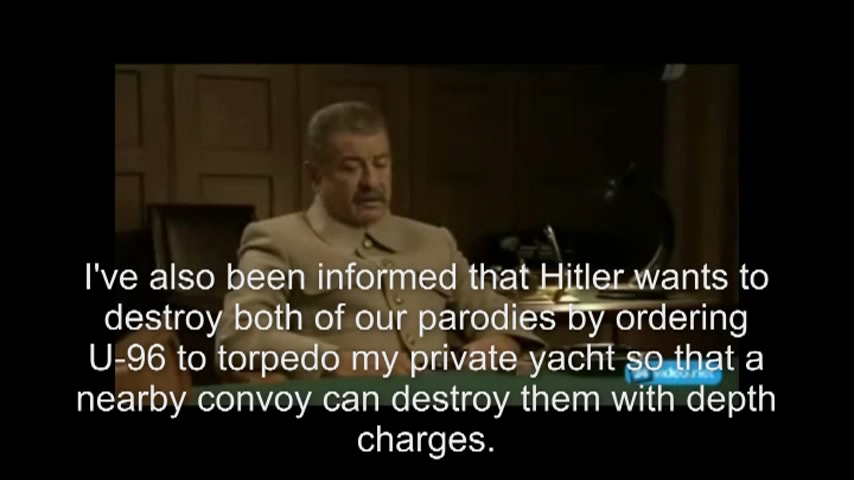 I've also been informed that Hitler wants to
destroy both of our parodies by ordering
U-96 to torpedo my private yacht so that a
nearby convoy can destroy them with depth
charges.